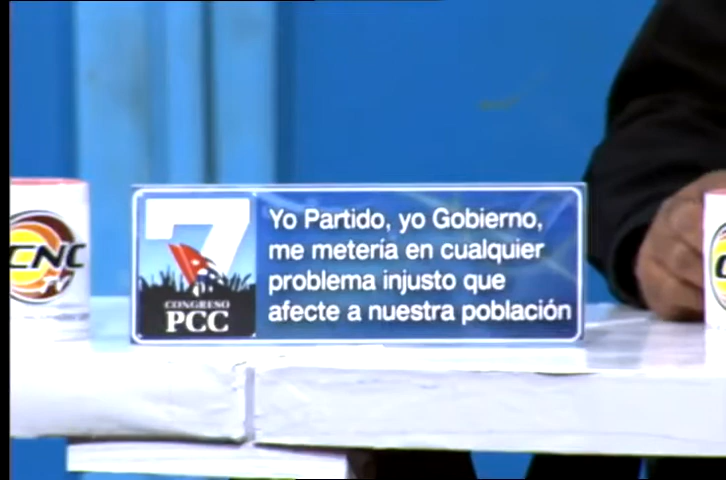 CNC
TV
7
CONGRESO
PCC
Yo Partido, yo Gobierno,
me metería en cualquier
problema injusto que
afecte a nuestra población
C